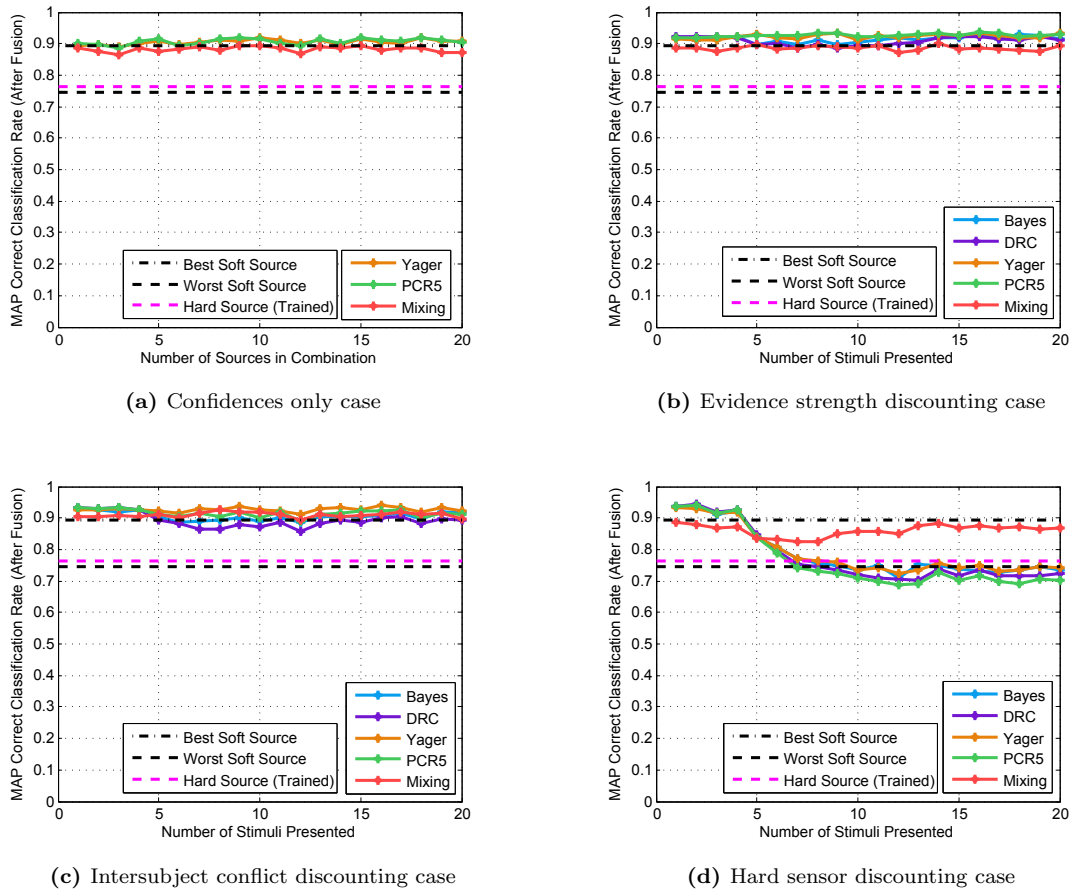 MAP Correct Classification Rate (After Fusion)
1
0.9
0.8
0.7
0.6
0.5
0.4
0.3
0.2
0.1
0
Best Soft Source
Worst Soft Source
Hard Source (Trained)
Yager
PCR5
Mixing
0 5 10 15 20
Number of Sources in Combination
(a) Confidences only case
MAP Correct Classification Rate (After Fusion)
1
0.9
0.8
0.7
0.6
0.5
0.4
0.3
0.2
0.1
0
Best Soft Source
Worst Soft Source
Hard Source (Trained)
Bayes
DRC
Yager
PCR5
Mixing
0 5 10 15 20
Number of Stimuli Presented
(b) Evidence strength discounting case
MAP Correct Classification Rate (After Fusion)
1
0.9
0.8
0.7
0.6
0.5
0.4
0.3
0.2
0.1
0
Best Soft Source
Worst Soft Source
Hard Source (Trained)
Bayes
DRC
Yager
PCR5
Mixing
0 5 10 15 20
Number of Stimuli Presented
(c) Intersubject conflict discounting case
MAP Correct Classification Rate (After Fusion)
1
0.9
0.8
0.7
0.6
0.5
0.4
0.3
0.2
0.1
0
Best Soft Source
Worst Soft Source
Hard Source (Trained)
Bayes
DRC
Yager
PCR5
Mixing
0 5 10 15 20
Number of Stimuli Presented
(d) Hard sensor discounting case